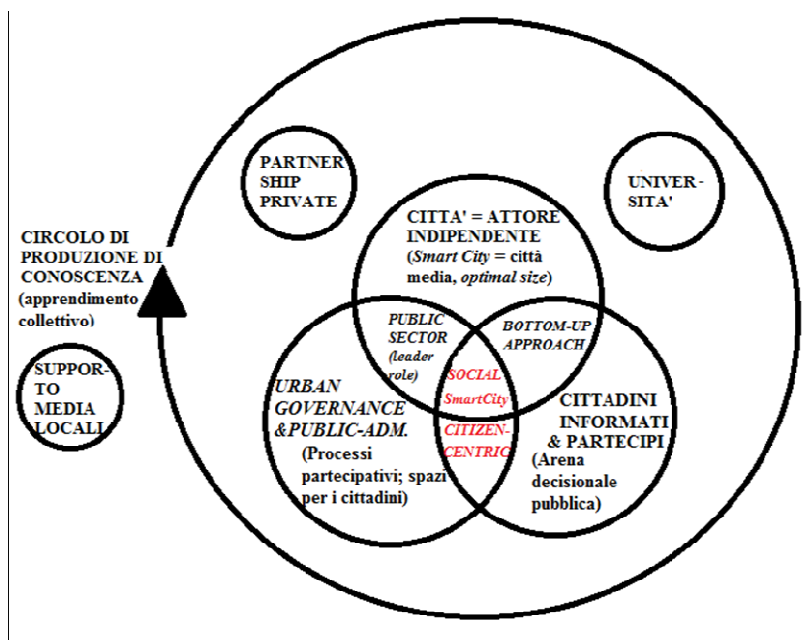 PARTNER
SHIP
PRIVATE
UNIVER-
SITA'
CITTA' = ATTORE
INDIPENDENTE
(Smart City = città
media, optimal size)
CIRCOLO DI
PRODUZIONE DI
CONOSCENZA
(apprendimento
collettivo)
PUBLIC
SECTOR
(leader
role)
BOTTOM-UP
APPROACH
SUPPOR-
TO
MEDIA
LOCALI
SOCIAL
SmartCity
CITIZEN-
CENTRIC
URBAN
GOVERNANCE
&PUBLIC-ADM.
(Processi
partecipativi; spazi
per i cittadini)
CITTADINI
INFORMATI
& PARTECIPI
(Arena
decisionale
pubblica)